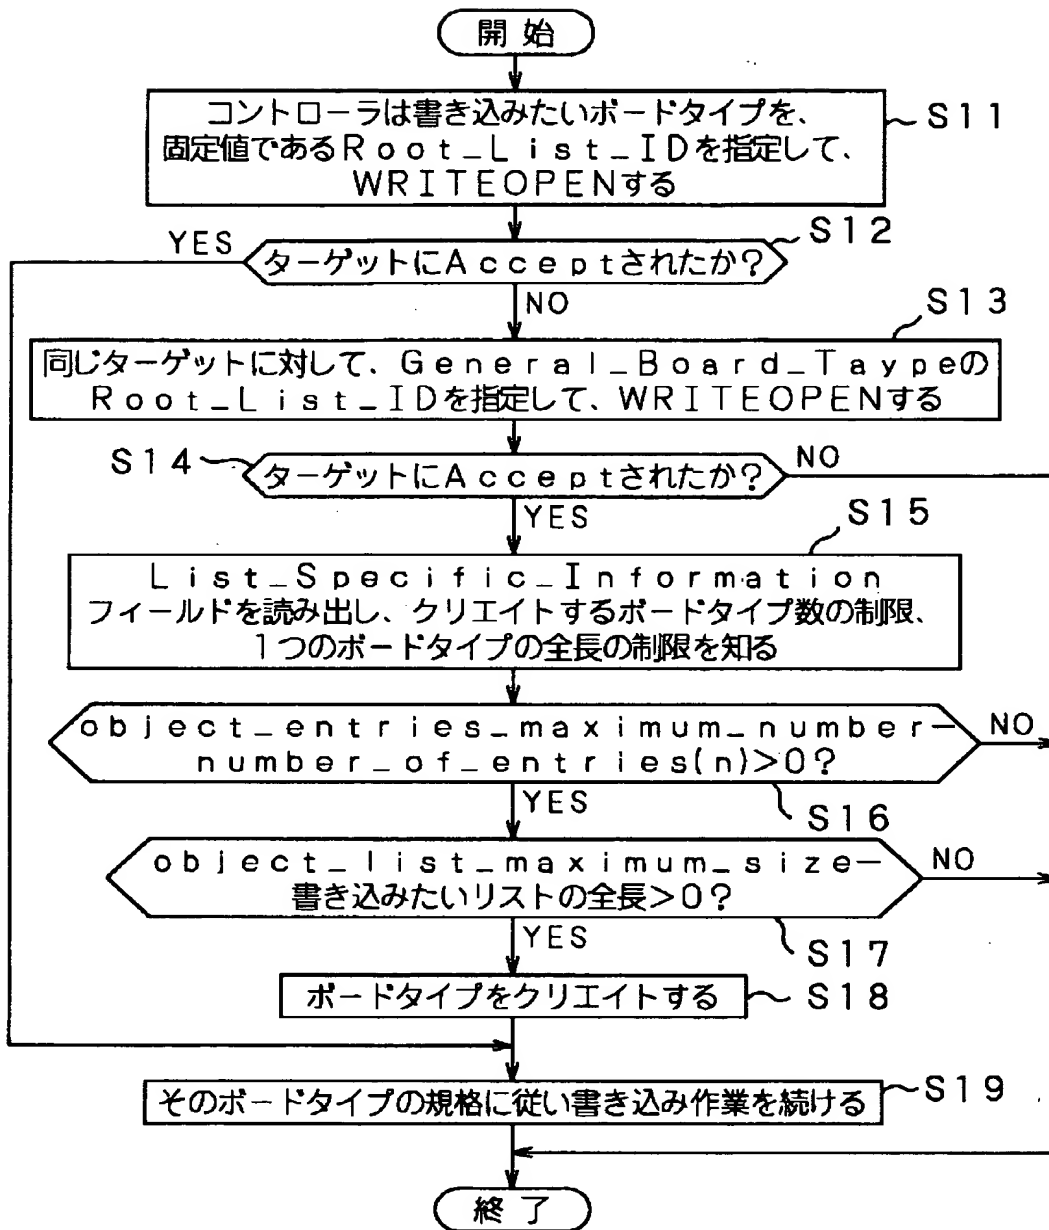 開始
コントローラは書き込みたいボードタイプを、
固定値であるRoot_List_IDを指定して、
WRITEOPENする
S11
YES
S12
ターゲットにAcceptされたか?
NO
S13
同じターゲットに対して、General_Board_Taypeの
Root_List_IDを指定して、WRITEOPENする
S14
ターゲットにAcceptされたか?
NO
YES
S15
List_Specific_Information
フィールドを読み出し、クリエイトするボードタイプ数の制限、
1つのボードタイプの全長の制限を知る
object_entries_maximum_number−
number_of_entries(n)>0?
NO
YES
S16
object_list_maximum_size−
書き込みたいリストの全長>0?
NO
YES
S17
ボードタイプをクリエイトする
S18
そのボードタイプの規格に従い書き込み作業を続ける
S19
終了